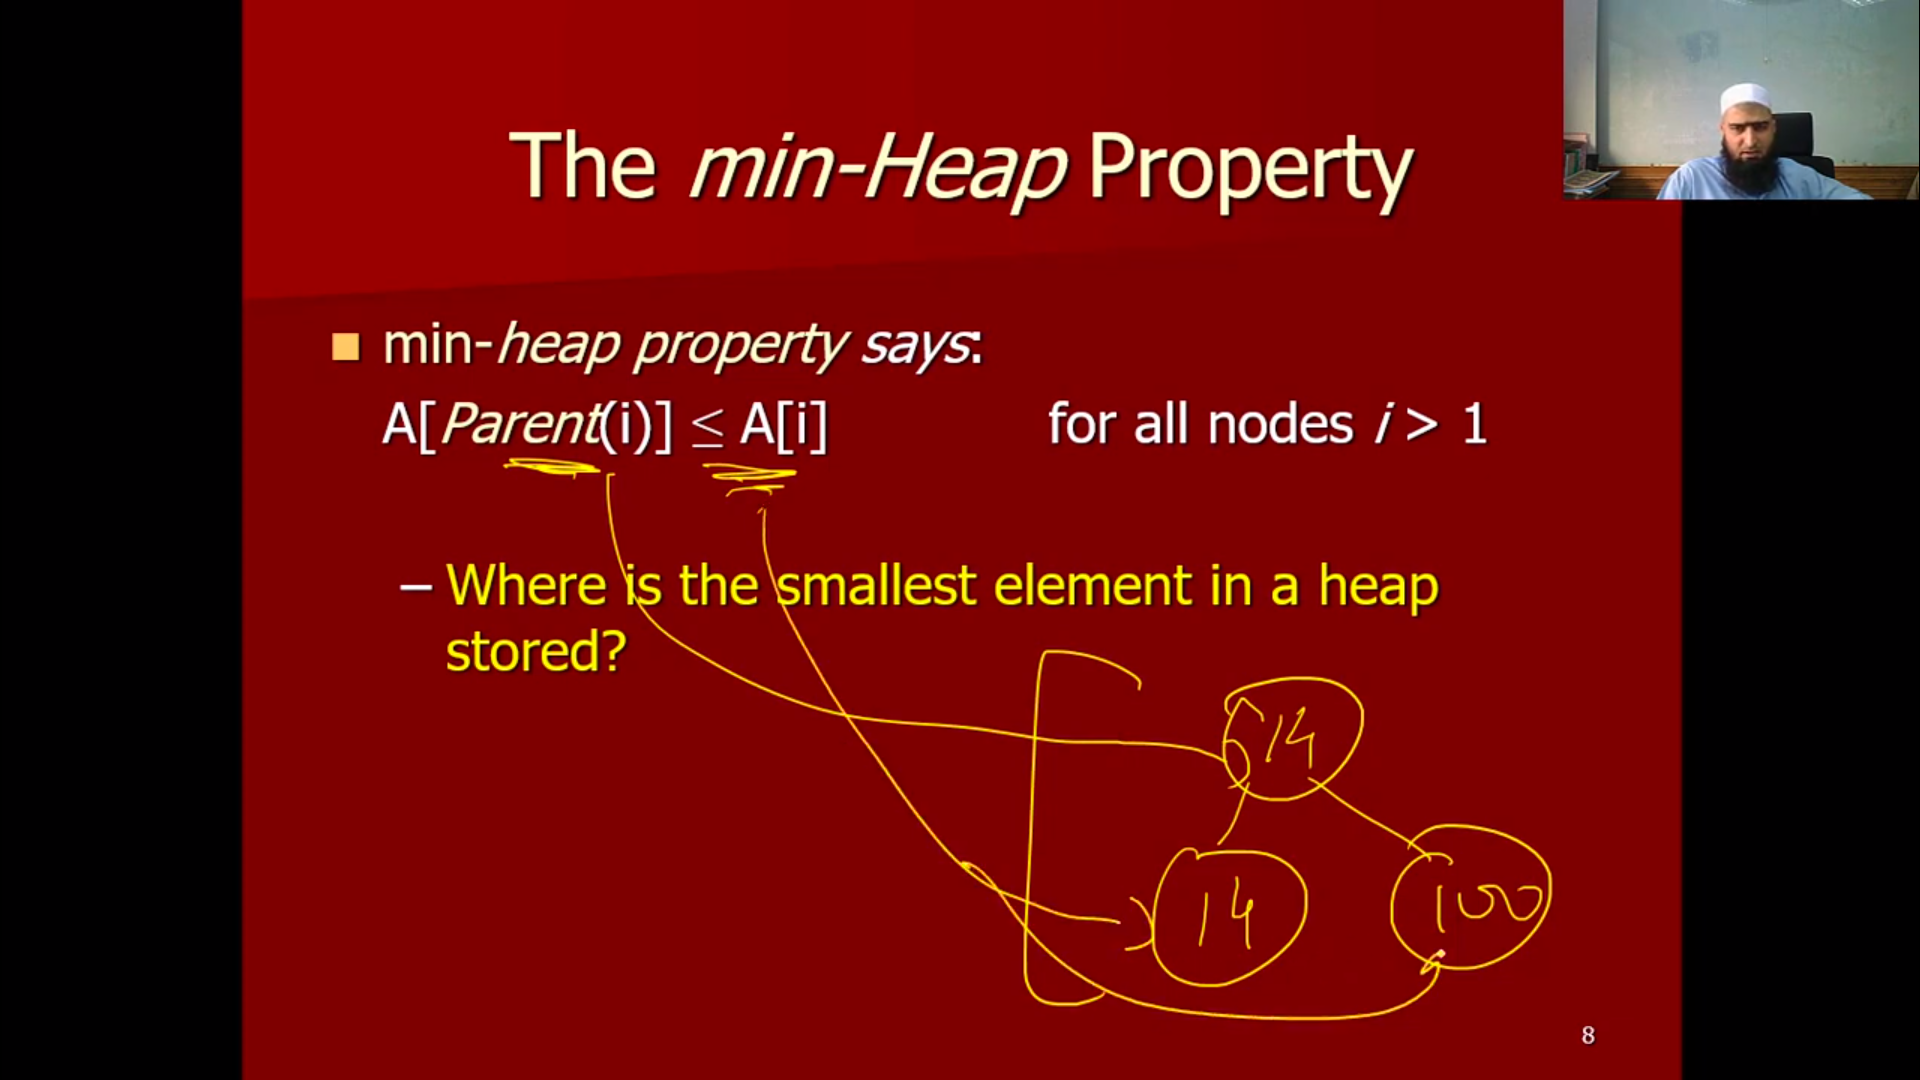 The min-Heap Property
min-heap property says:
A[Parent(i)] ≤ A[i] for all nodes i > 1
– Where is the smallest element in a heap
stored?
14
14
100
8